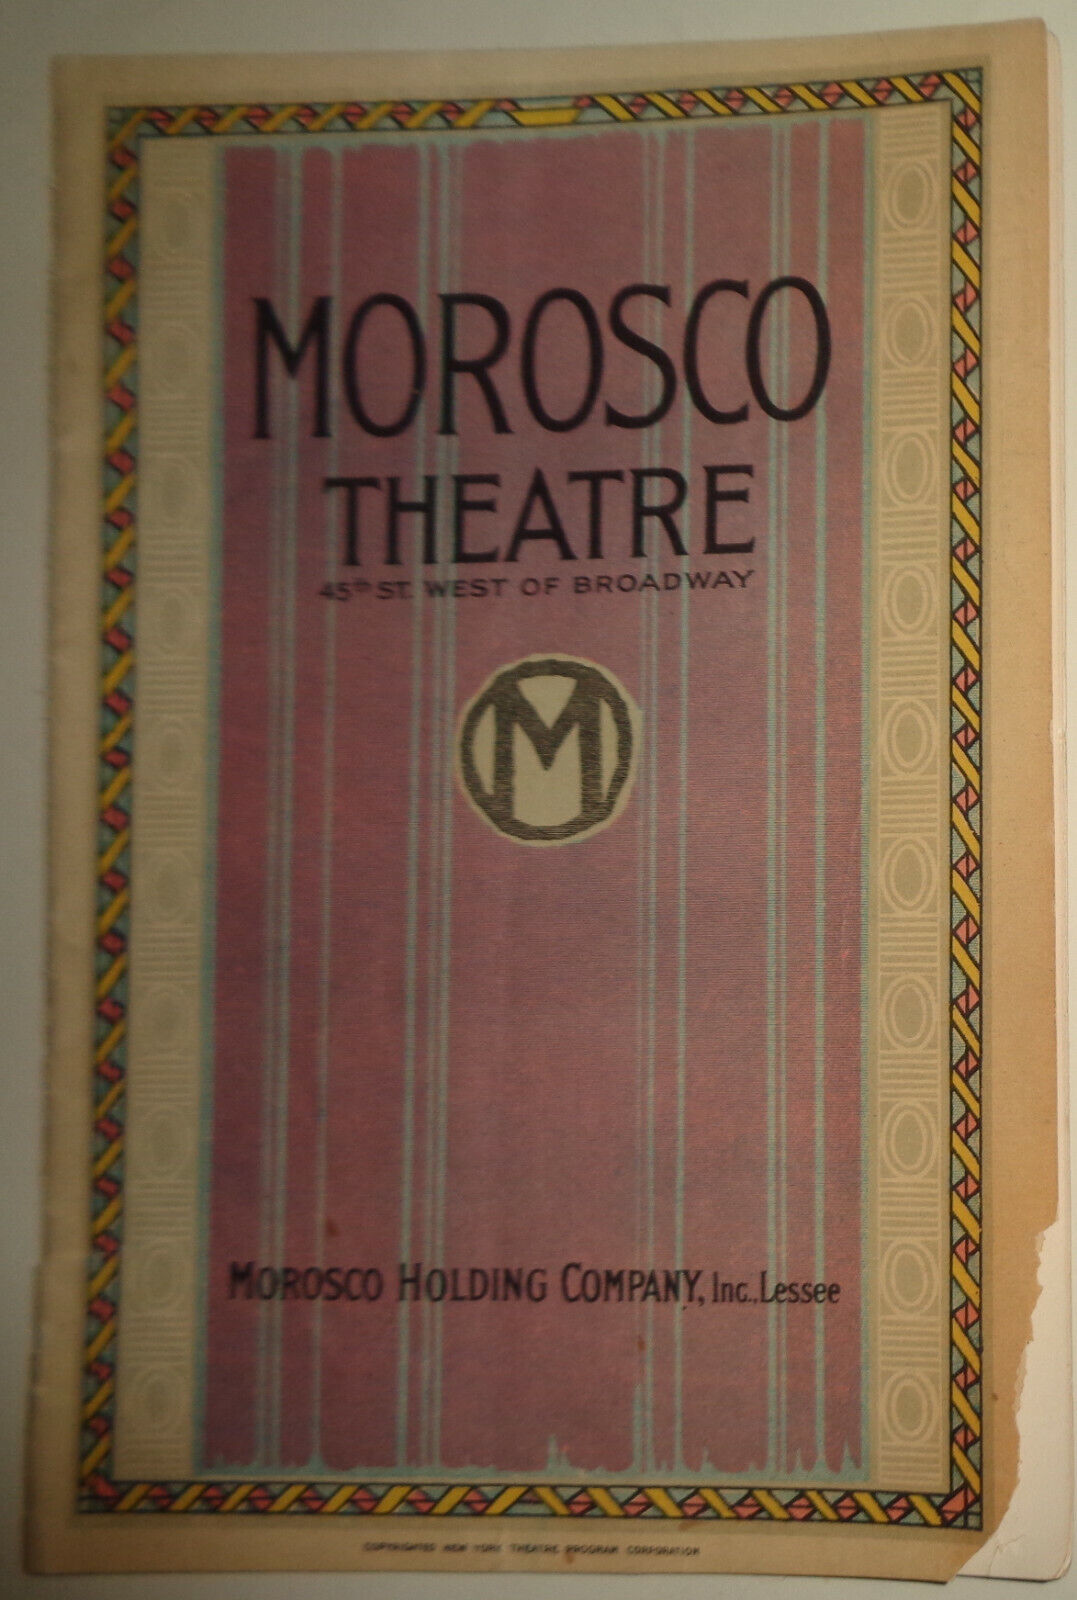 MOROSCO
THEATRE
45th ST. WEST OF BROADWAY
M
MOROSCO HOLDING COMPANY, INC., LESSEE
COPYRIGHTED NEW YORK THEATRE PROGRAM CORPORATION